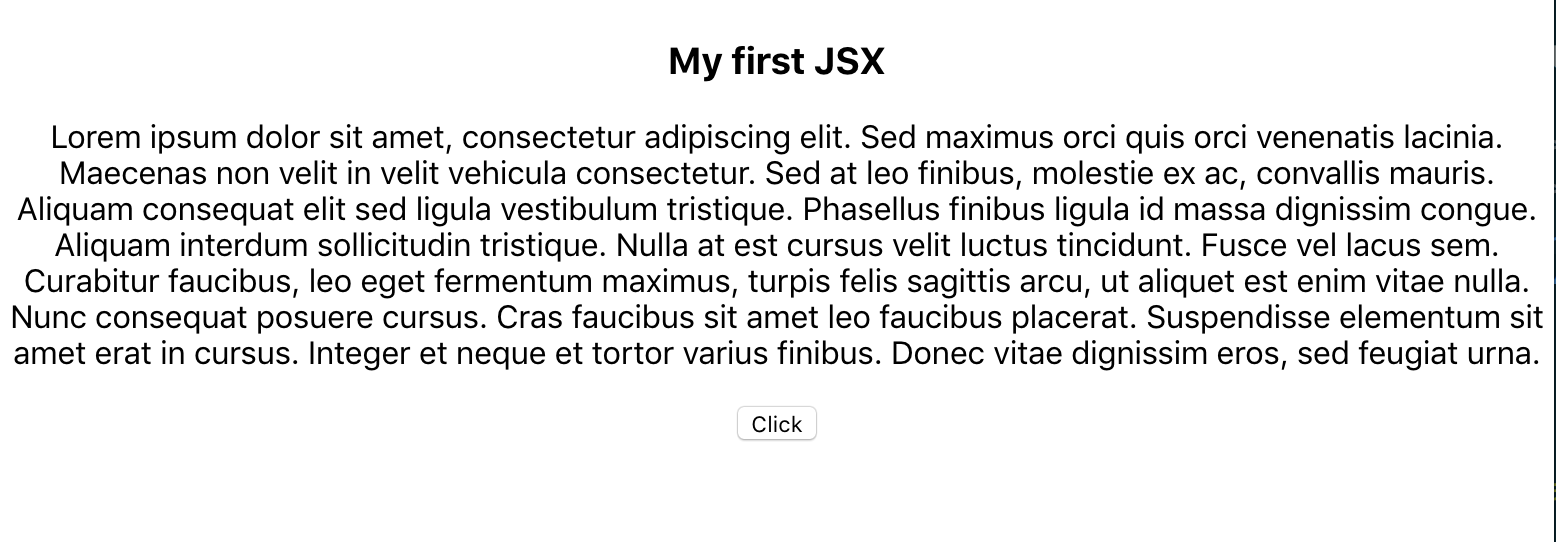 My first JSX
Lorem ipsum dolor sit amet, consectetur adipiscing elit. Sed maximus orci quis orci venenatis lacinia.
Maecenas non velit in velit vehicula consectetur. Sed at leo finibus, molestie ex ac, convallis mauris.
Aliquam consequat elit sed ligula vestibulum tristique. Phasellus finibus ligula id massa dignissim congue.
Aliquam interdum sollicitudin tristique. Nulla at est cursus velit luctus tincidunt. Fusce vel lacus sem.
Curabitur faucibus, leo eget fermentum maximus, turpis felis sagittis arcu, ut aliquet est enim vitae nulla.
Nunc consequat posuere cursus. Cras faucibus sit amet leo faucibus placerat. Suspendisse elementum sit
amet erat in cursus. Integer et neque et tortor varius finibus. Donec vitae dignissim eros, sed feugiat urna.
Click